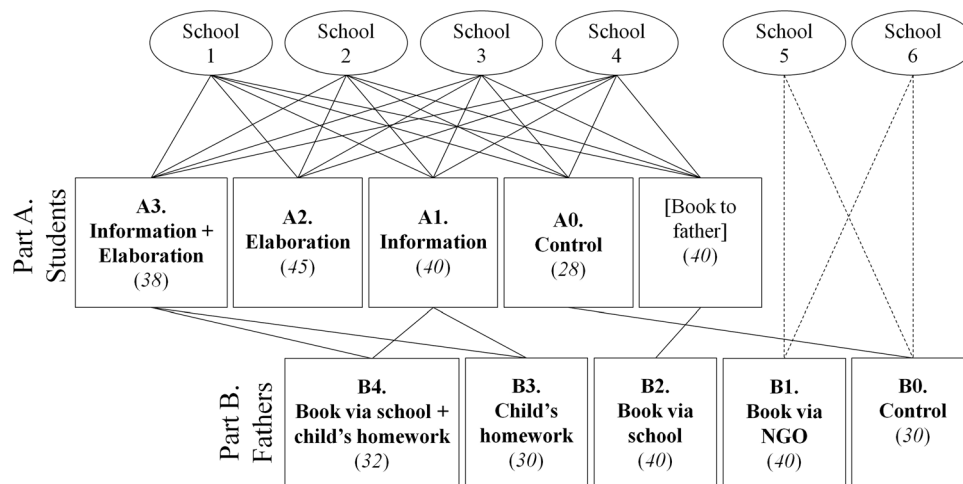 School
1
School
2
School
3
School
4
School
5
School
6
Part A.
Students
A3.
Information +
Elaboration
(38)
A2.
Elaboration
(45)
A1.
Information
(40)
A0.
Control
(28)
[Book to
father]
(40)
Part B.
Fathers
B4.
Book via school +
child's homework
(32)
B3.
Child's
homework
(30)
B2.
Book via
school
(40)
B1.
Book via
NGO
(40)
B0.
Control
(30)